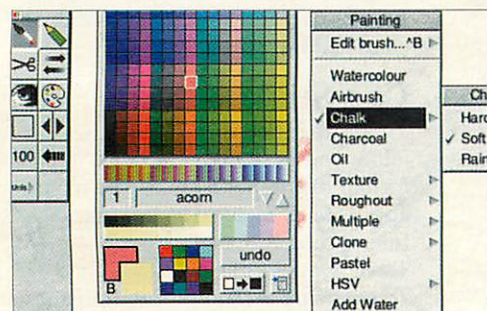 Painting
Edit brush...^B
Watercolour
Airbrush
✓ Chalk
Charcoal
Oil
Texture
Roughout
Multiple
Clone
Pastel
HSV
Add Water
Ch
Hard
✓ Soft
Rain
100
1 acorn
undo
B